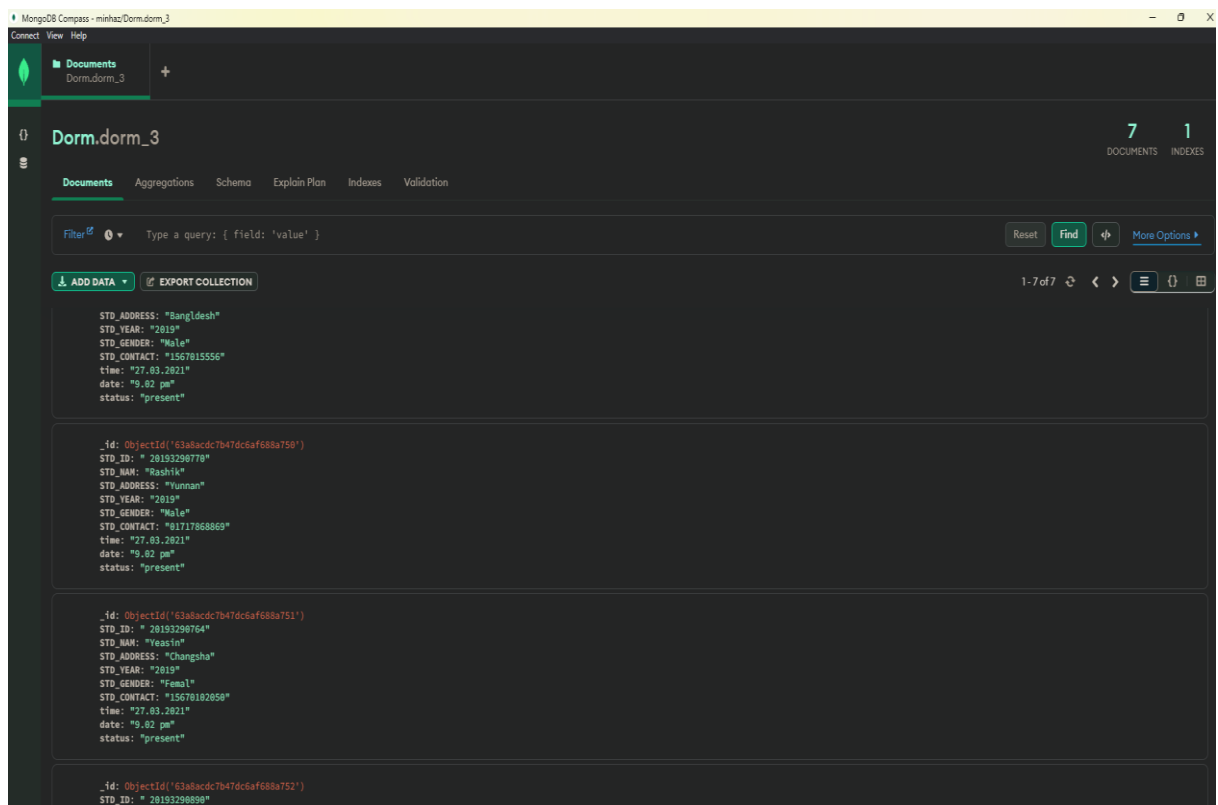 MongoDB Compass - minhaz/Dorm.dorm_3
Connect View Help
Documents
Dorm.dorm_3
+
{}
Dorm.dorm_3
7
DOCUMENTS
1
INDEXES
Documents Aggregations Schema Explain Plan Indexes Validation
Filter Type a query: { field: 'value' } Reset Find More Options
ADD DATA EXPORT COLLECTION 1-7 of 7 {}
STD_ADDRESS: "Bangldesh"
STD_YEAR: "2019"
STD_GENDER: "Male"
STD_CONTACT: "1567015556"
time: "27.03.2021"
date: "9.02 pm"
status: "present"
_id: ObjectId('63a8acdc7b47dc6af688a750')
STD_ID: " 20193290770"
STD_NAM: "Rashik"
STD_ADDRESS: "Yunnan"
STD_YEAR: "2019"
STD_GENDER: "Male"
STD_CONTACT: "01717868869"
time: "27.03.2021"
date: "9.02 pm"
status: "present"
_id: ObjectId('63a8acdc7b47dc6af688a751')
STD_ID: " 20193290764"
STD_NAM: "Yeasin"
STD_ADDRESS: "Changsha"
STD_YEAR: "2019"
STD_GENDER: "Femal"
STD_CONTACT: "15670102050"
time: "27.03.2021"
date: "9.02 pm"
status: "present"
_id: ObjectId('63a8acdc7b47dc6af688a752')
STD_ID: " 20193290890"